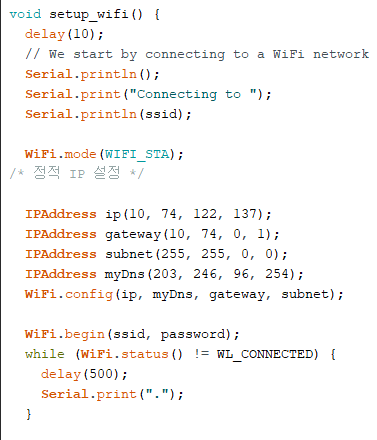 void setup_wifi() {
  delay(10);
  // We start by connecting to a WiFi network
  Serial.println();
  Serial.print("Connecting to ");
  Serial.println(ssid);
  WiFi.mode(WIFI_STA);
/* 정적 IP 설정 */
  IPAddress ip(10, 74, 122, 137);
  IPAddress gateway(10, 74, 0, 1);
  IPAddress subnet(255, 255, 0, 0);
  IPAddress myDns(203, 246, 96, 254);
  WiFi.config(ip, myDns, gateway, subnet);
  WiFi.begin(ssid, password);
  while (WiFi.status() != WL_CONNECTED) {
    delay(500);
    Serial.print(".");
  }